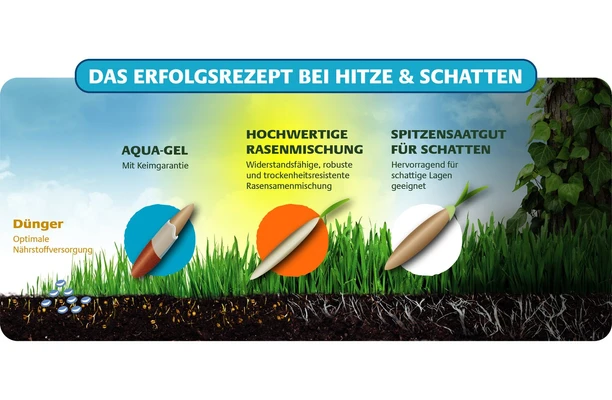 DAS ERFOLGSREZEPT BEI HITZE & SCHATTEN
AQUA-GEL
Mit Keimgarantie
HOCHWERTIGE
RASENMISCHUNG
Widerstandsfähige, robuste
und trockenheitsresistente
Rasensamenmischung
SPITZENSAATGUT
FÜR SCHATTEN
Hervorragend für
schattige Lagen
geeignet
Dünger
Optimale
Nährstoffversorgung